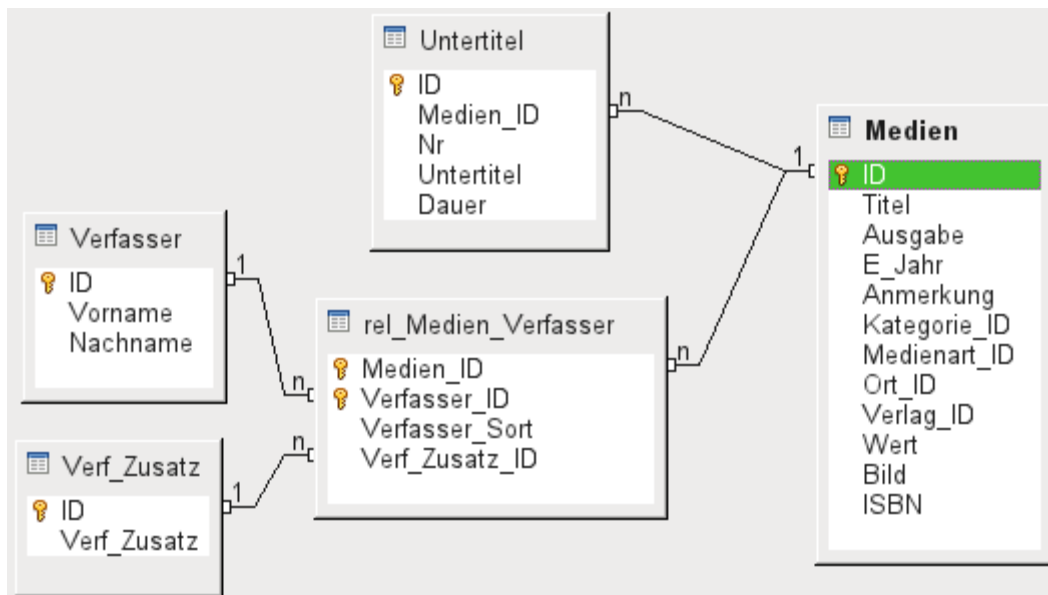 Untertitel
ID
Medien_ID
Nr
Untertitel
Dauer
n
1
Medien
ID
Titel
Ausgabe
E_Jahr
Anmerkung
Kategorie_ID
Medienart_ID
Ort_ID
Verlag_ID
Wert
Bild
ISBN
Verfasser
ID
Vorname
Nachname
1
n
rel_Medien_Verfasser
Medien_ID
Verfasser_ID
Verfasser_Sort
Verf_Zusatz_ID
n
n
Verf_Zusatz
ID
Verf_Zusatz
1